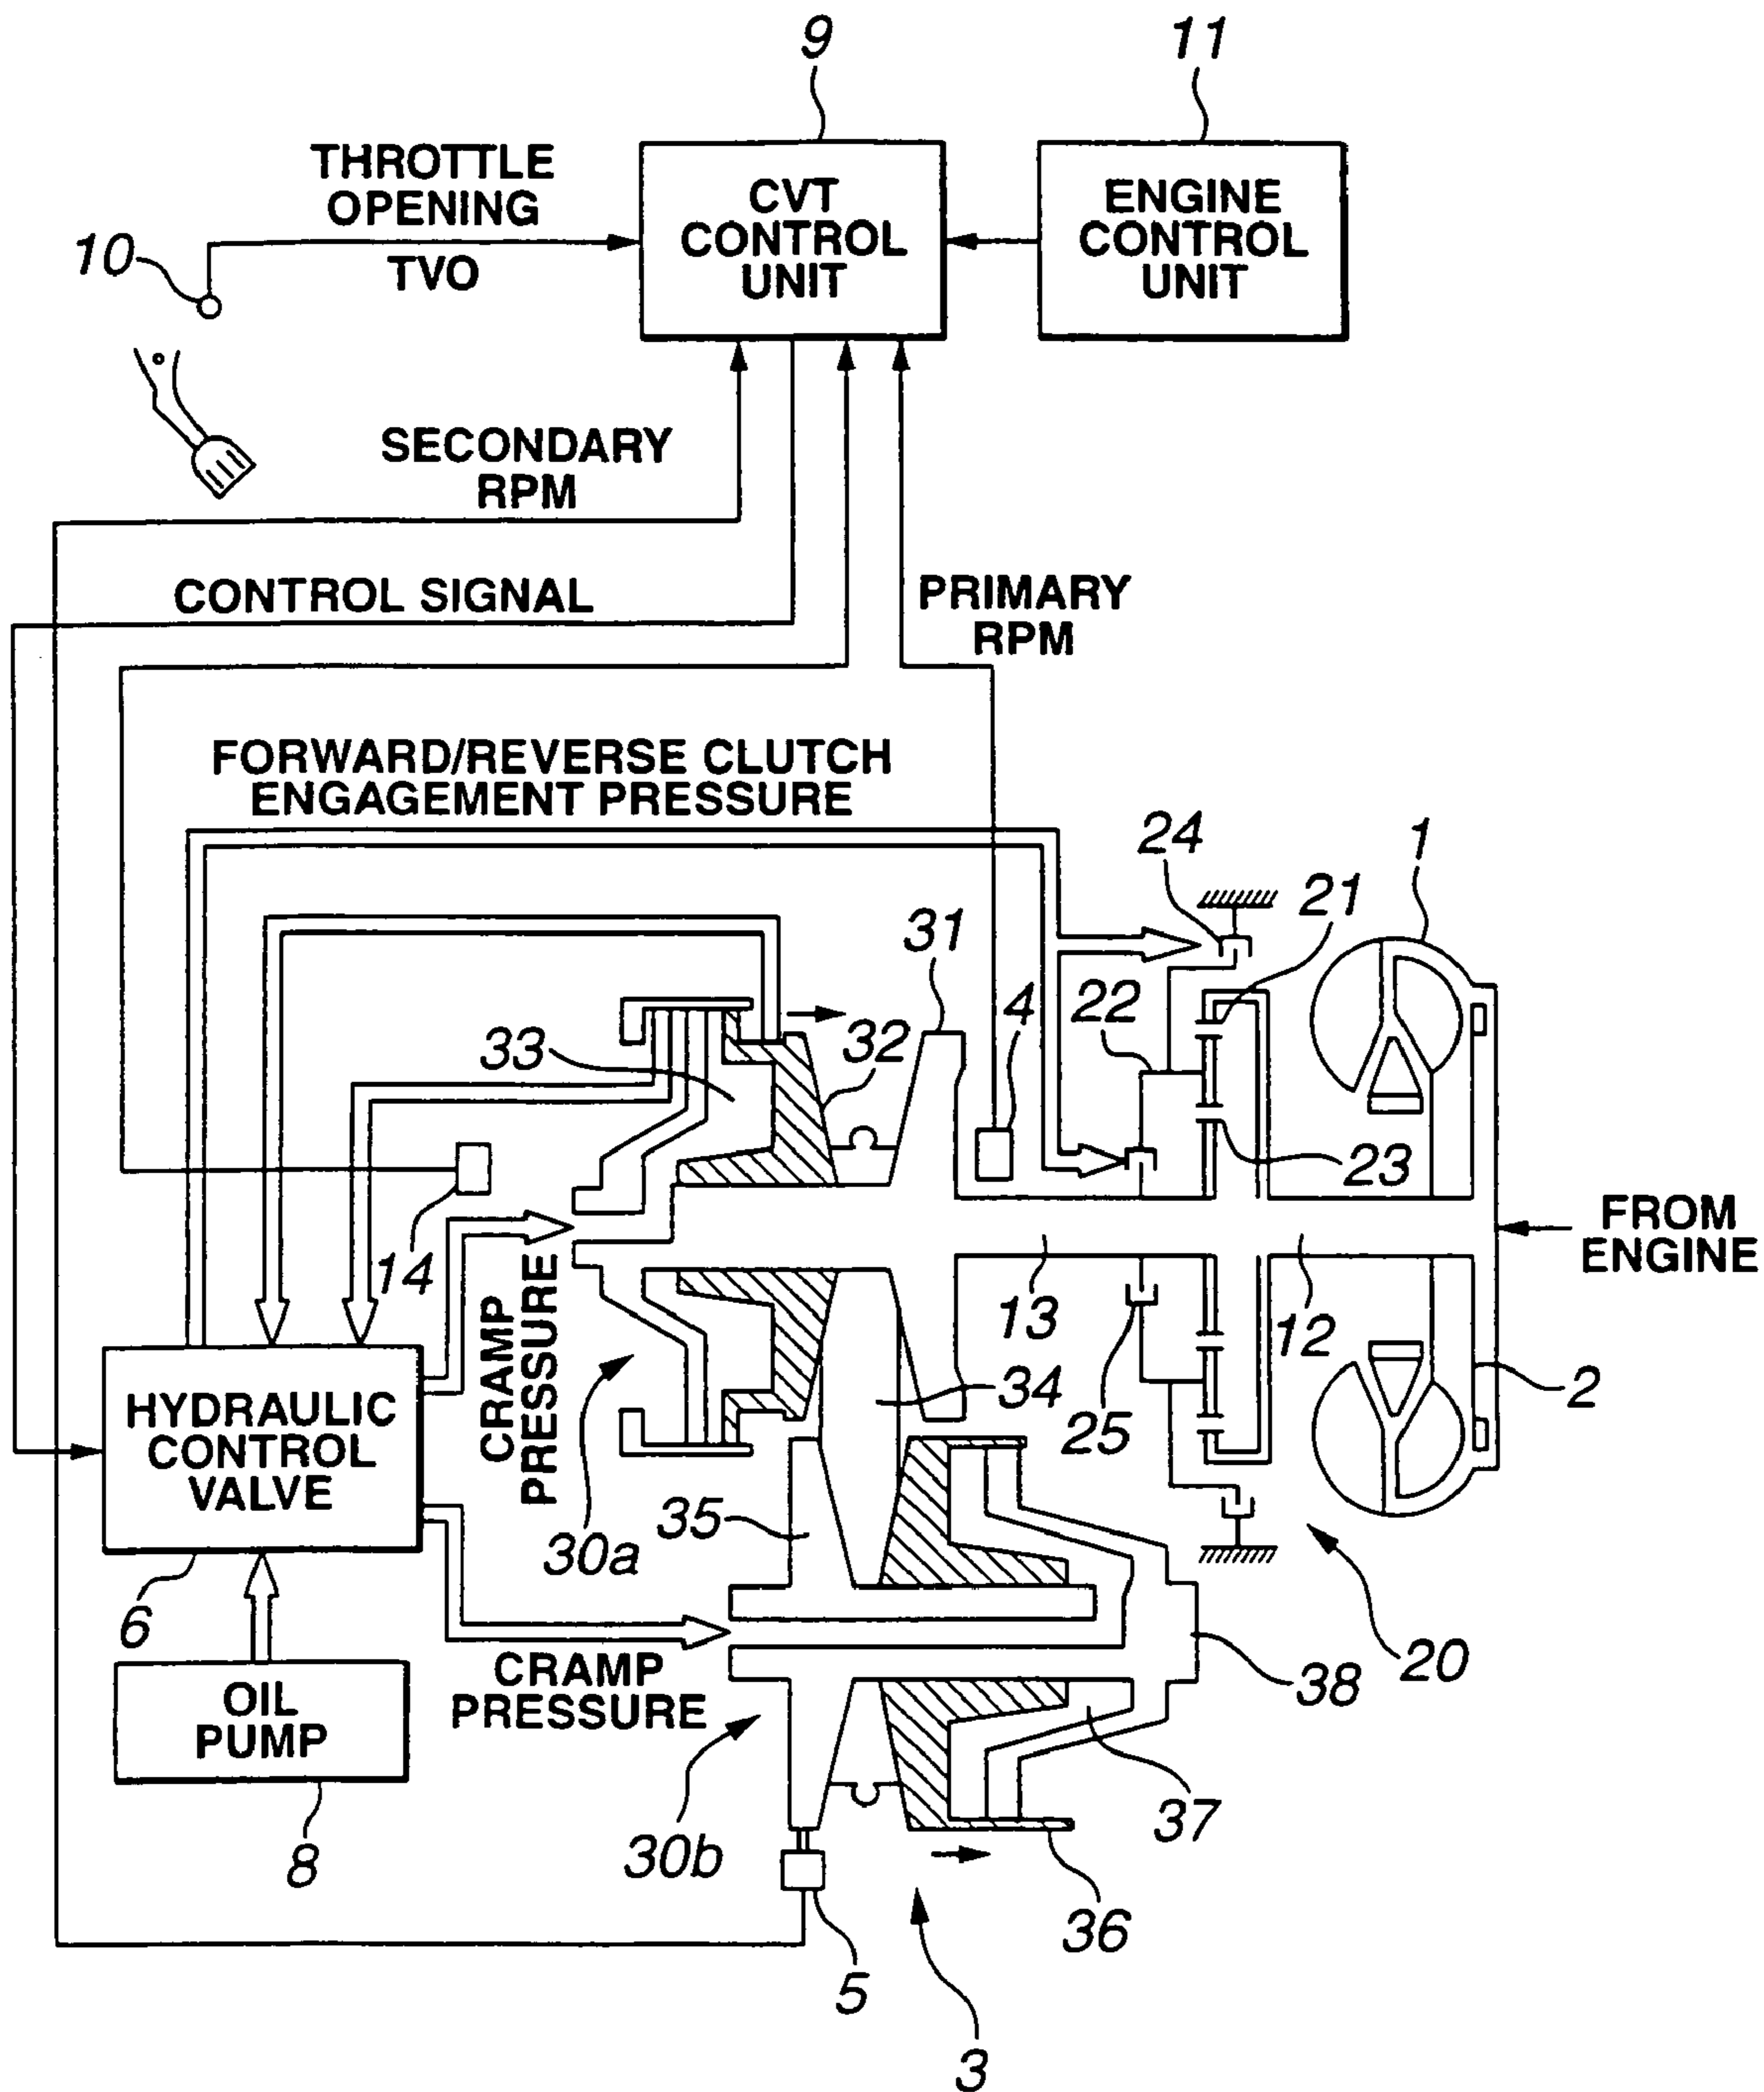 9
11
THROTTLE
OPENING
TVO
10
CVT
CONTROL
UNIT
ENGINE
CONTROL
UNIT
SECONDARY
RPM
CONTROL SIGNAL
PRIMARY
RPM
FORWARD/REVERSE CLUTCH
ENGAGEMENT PRESSURE
24
21
1
31
4
22
33
32
23
14
CRAMP
PRESSURE
13
12
FROM
ENGINE
34
2
25
HYDRAULIC
CONTROL
VALVE
30a
35
6
20
38
CRAMP
PRESSURE
OIL
PUMP
37
8
30b
36
5
3